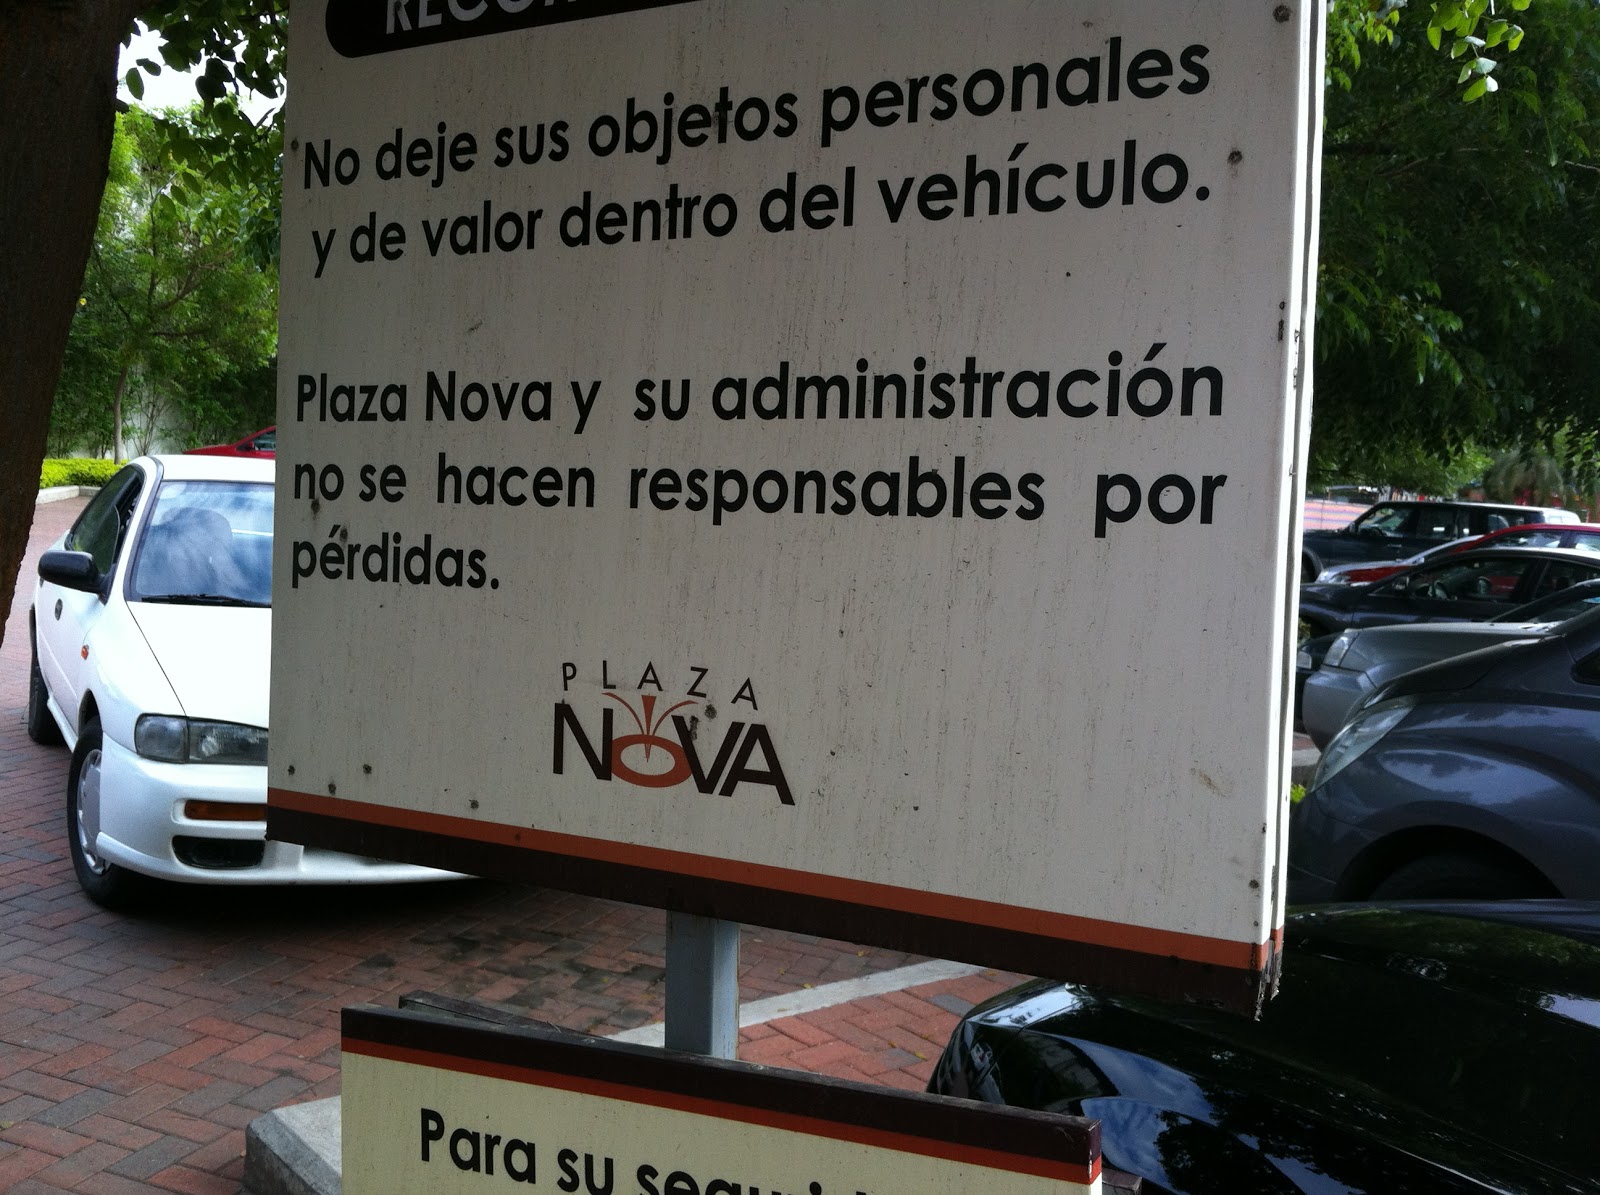 No deje sus objetos personales
y de valor dentro del vehículo.
Plaza Nova y su administración
no se hacen responsables por
pérdidas.
PLAZA
NOVA
Para su